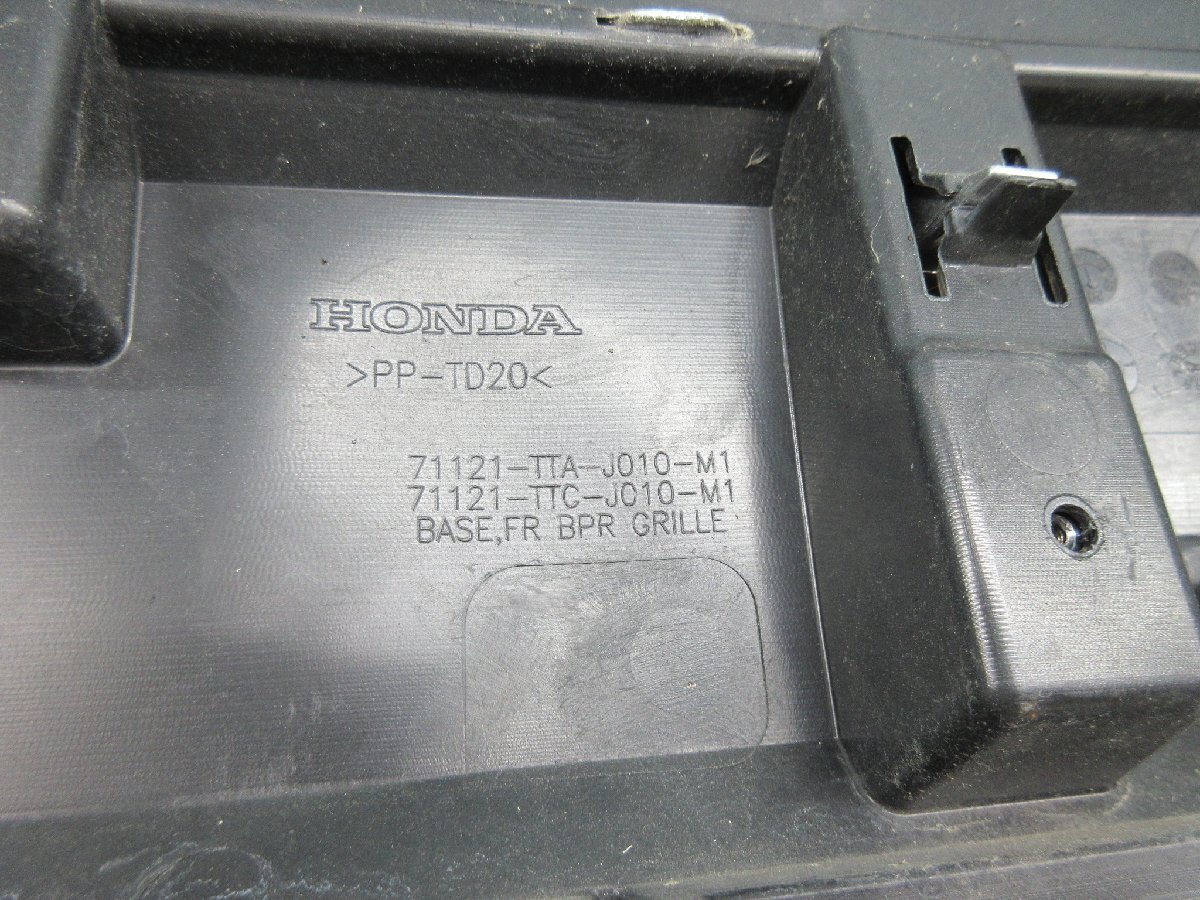 HONDA
>PP-TD20<
71121-TTA-J010-M1
71121-TTC-J010-M1
BASE,FR BPR GRILLE